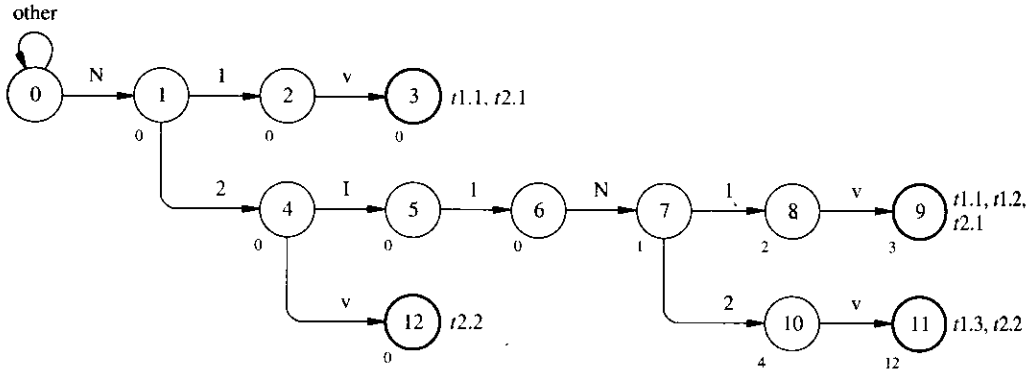 other
N 1 v
0 1 2 3 t1.1, t2.1
0 0 0
2 I 1 N 1 v
4 5 6 7 8 9 t1.1, t1.2,
t2.1
0 0 0 1 2 3
v 2 v
12 t2.2 10 11 t1.3, t2.2
0 4 12